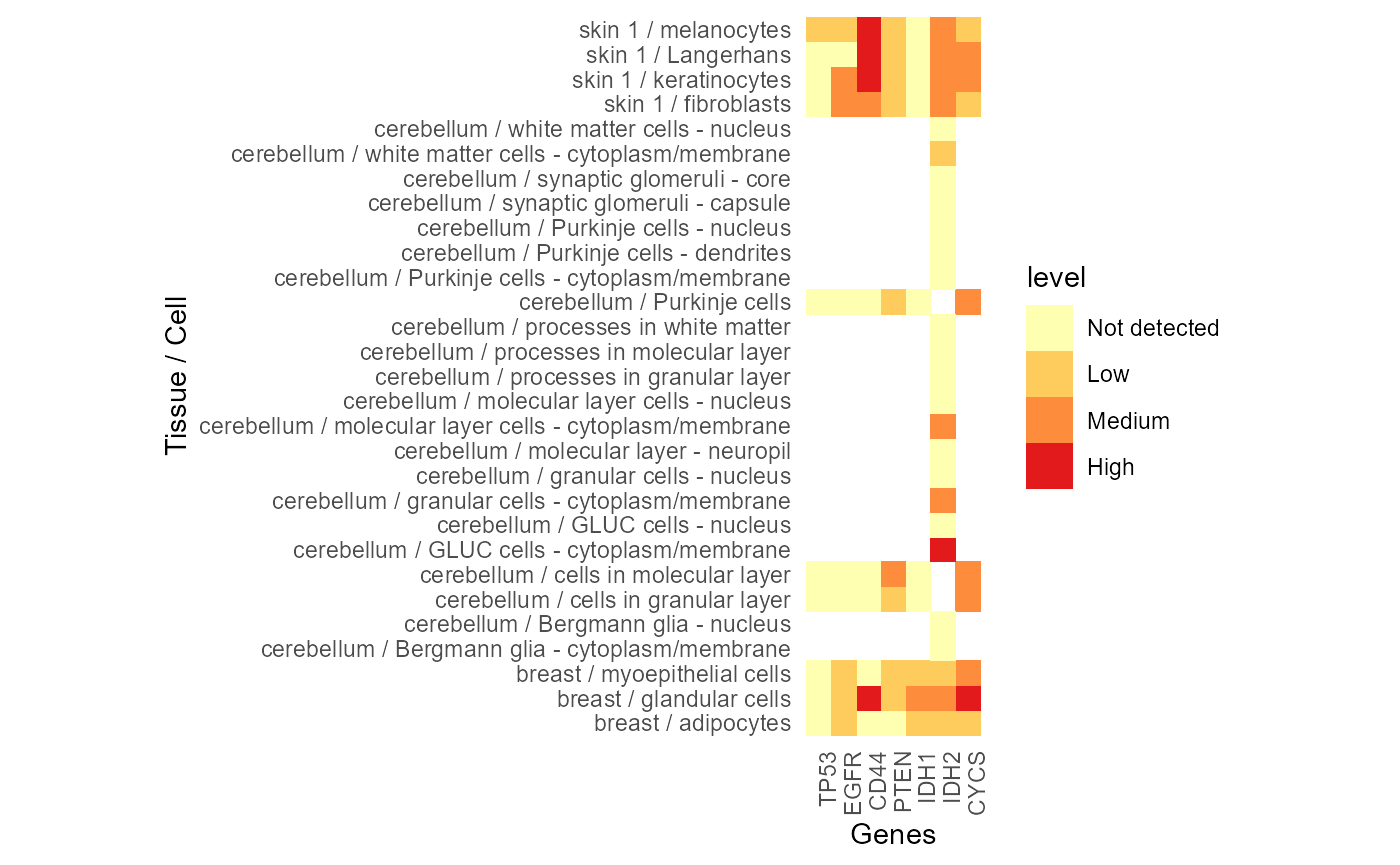 skin 1 / melanocytes
skin 1 / Langerhans
skin 1 / keratinocytes
skin 1 / fibroblasts
cerebellum / white matter cells - nucleus
cerebellum / white matter cells - cytoplasm/membrane
cerebellum / synaptic glomeruli - core
cerebellum / synaptic glomeruli - capsule
cerebellum / Purkinje cells - nucleus
cerebellum / Purkinje cells - dendrites
cerebellum / Purkinje cells - cytoplasm/membrane
cerebellum / Purkinje cells
cerebellum / processes in white matter
cerebellum / processes in molecular layer
cerebellum / processes in granular layer
cerebellum / molecular layer cells - nucleus
cerebellum / molecular layer cells - cytoplasm/membrane
cerebellum / molecular layer - neuropil
cerebellum / granular cells - nucleus
cerebellum / granular cells - cytoplasm/membrane
cerebellum / GLUC cells - nucleus
cerebellum / GLUC cells - cytoplasm/membrane
cerebellum / cells in molecular layer
cerebellum / cells in granular layer
cerebellum / Bergmann glia - nucleus
cerebellum / Bergmann glia - cytoplasm/membrane
breast / myoepithelial cells
breast / glandular cells
breast / adipocytes
Tissue / Cell
TP53
EGFR
CD44
PTEN
IDH1
IDH2
CYCS
Genes
level
Not detected
Low
Medium
High